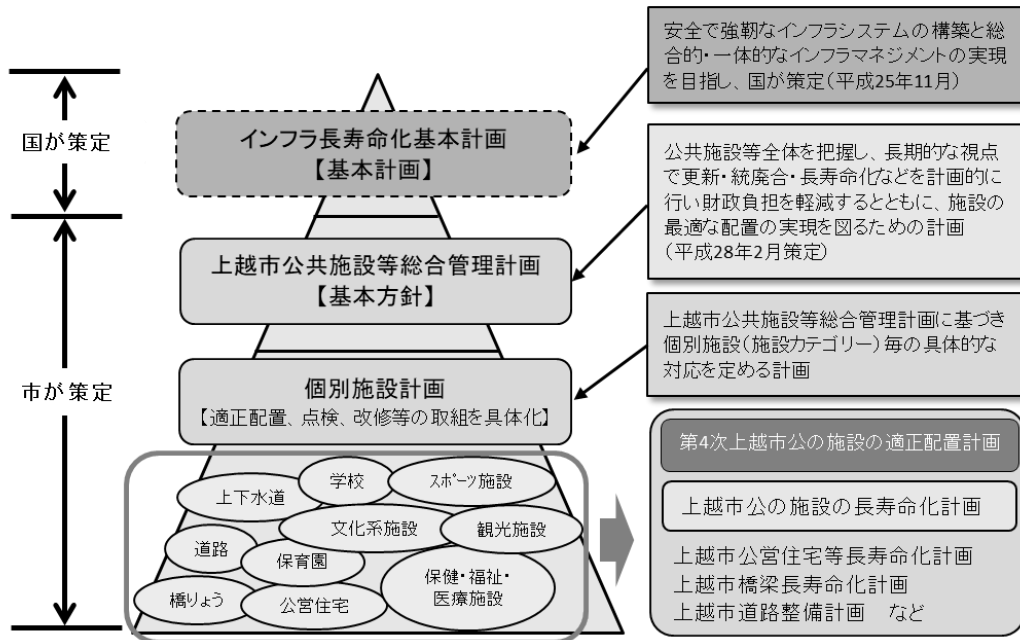 安全で強靭なインフラシステムの構築と総
合的・一体的なインフラマネジメントの実現
を目指し、国が策定(平成25年11月)
国が策定
インフラ長寿命化基本計画
【基本計画】
公共施設等全体を把握し、長期的な視点
で更新・統廃合・長寿命化などを計画的に
行い財政負担を軽減するとともに、施設の
最適な配置の実現を図るための計画
(平成28年2月策定)
上越市公共施設等総合管理計画
【基本方針】
上越市公共施設等総合管理計画に基づき
個別施設(施設カテゴリー)毎の具体的な
対応を定める計画
市が策定
個別施設計画
【適正配置、点検、改修等の取組を具体化】
上下水道
学校
スポーツ施設
文化系施設
観光施設
道路
保育園
保健・福祉・
医療施設
橋りょう
公営住宅
第4次上越市公の施設の適正配置計画
上越市公の施設の長寿命化計画
上越市公営住宅等長寿命化計画
上越市橋梁長寿命化計画
上越市道路整備計画 など